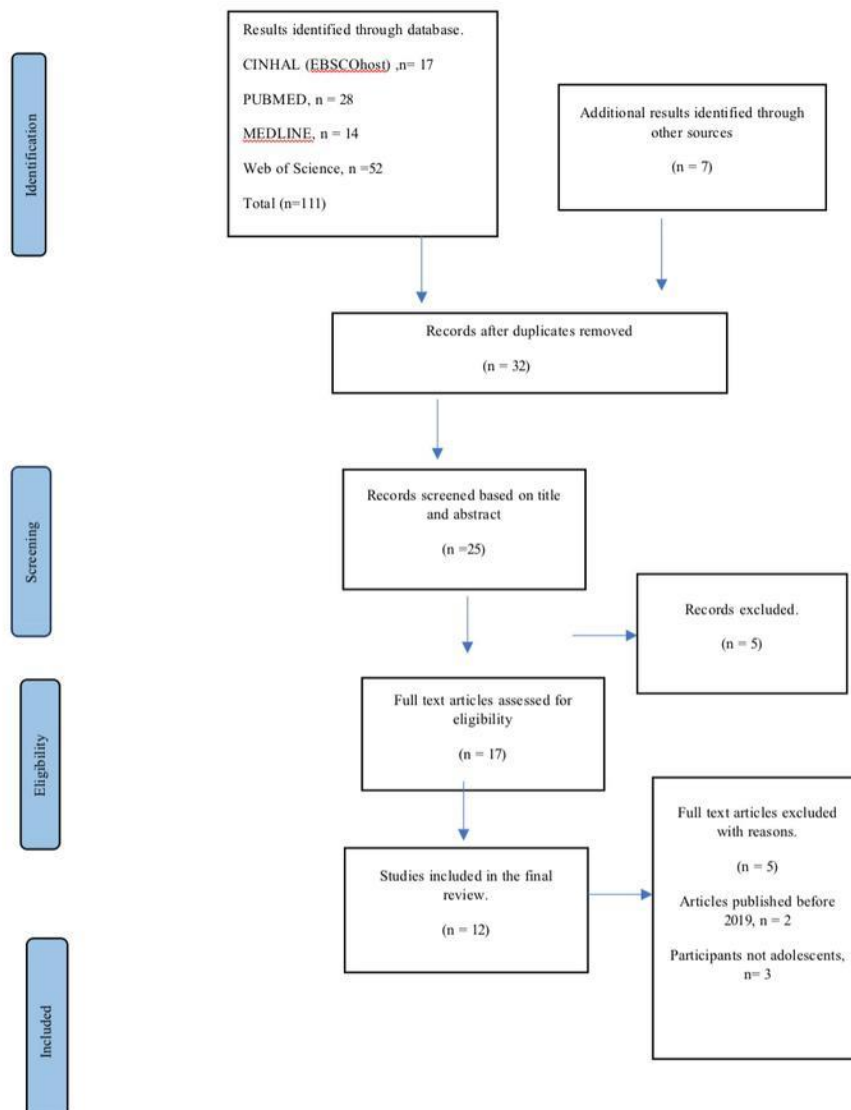 Identification
Results identified through database.
CINHAL (EBSCOhost) ,n= 17
PUBMED, n = 28
MEDLINE, n = 14
Web of Science, n =52
Total (n=111)
Additional results identified through
other sources
(n = 7)
Records after duplicates removed
(n = 32)
Screening
Records screened based on title
and abstract
(n =25)
Records excluded.
(n = 5)
Eligibility
Full text articles assessed for
eligibility
(n = 17)
Studies included in the final
review.
(n = 12)
Full text articles excluded
with reasons.
(n = 5)
Articles published before
2019, n = 2
Participants not adolescents,
n= 3
Included